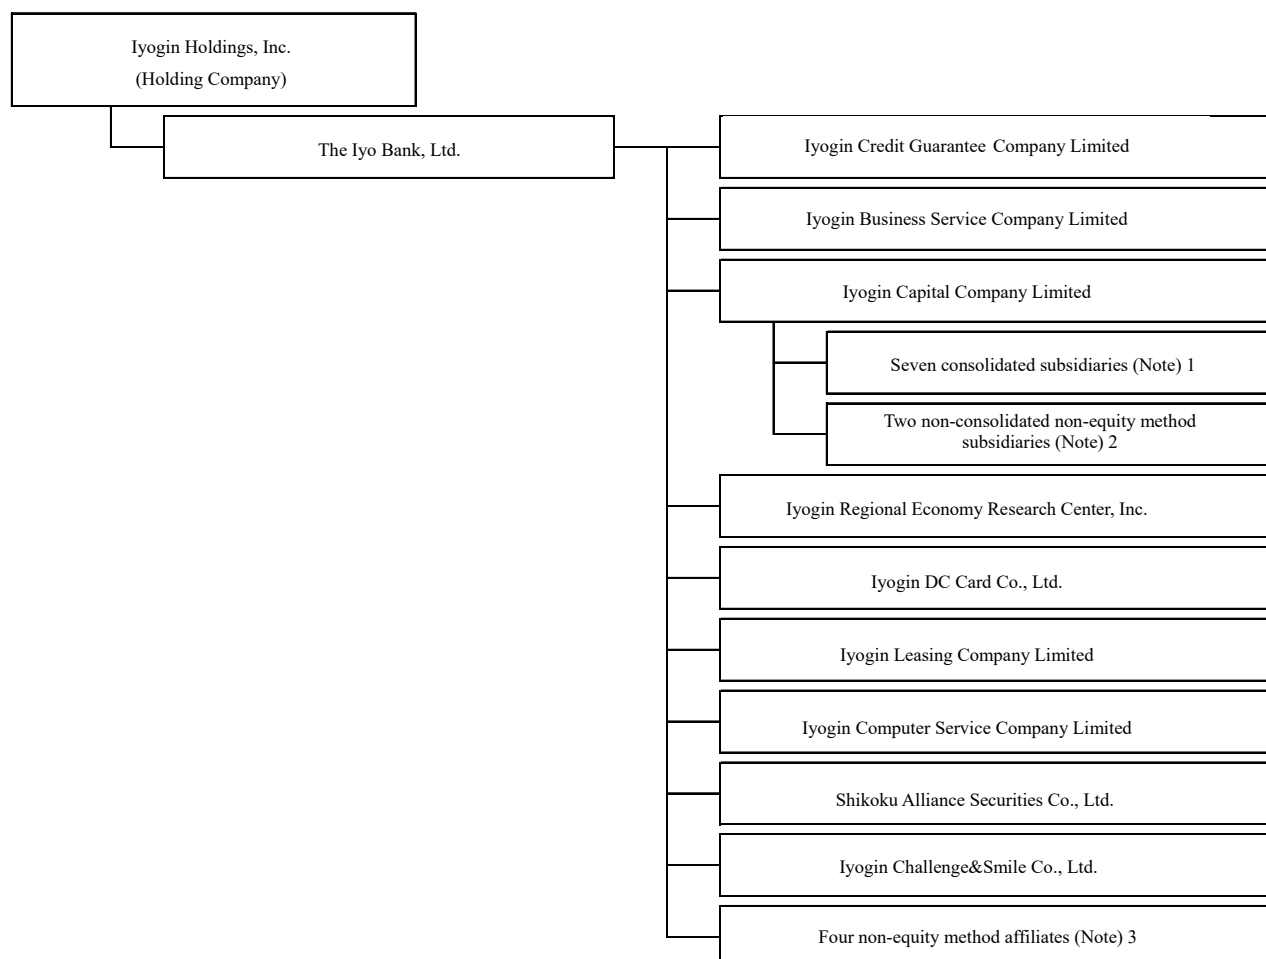 Iyogin Holdings, Inc.
(Holding Company)
The Iyo Bank, Ltd.
Iyogin Credit Guarantee Company Limited
Iyogin Business Service Company Limited
Iyogin Capital Company Limited
Seven consolidated subsidiaries (Note) 1
Two non-consolidated non-equity method
subsidiaries (Note) 2
Iyogin Regional Economy Research Center, Inc.
Iyogin DC Card Co., Ltd.
Iyogin Leasing Company Limited
Iyogin Computer Service Company Limited
Shikoku Alliance Securities Co., Ltd.
Iyogin Challenge&Smile Co., Ltd.
Four non-equity method affiliates (Note) 3